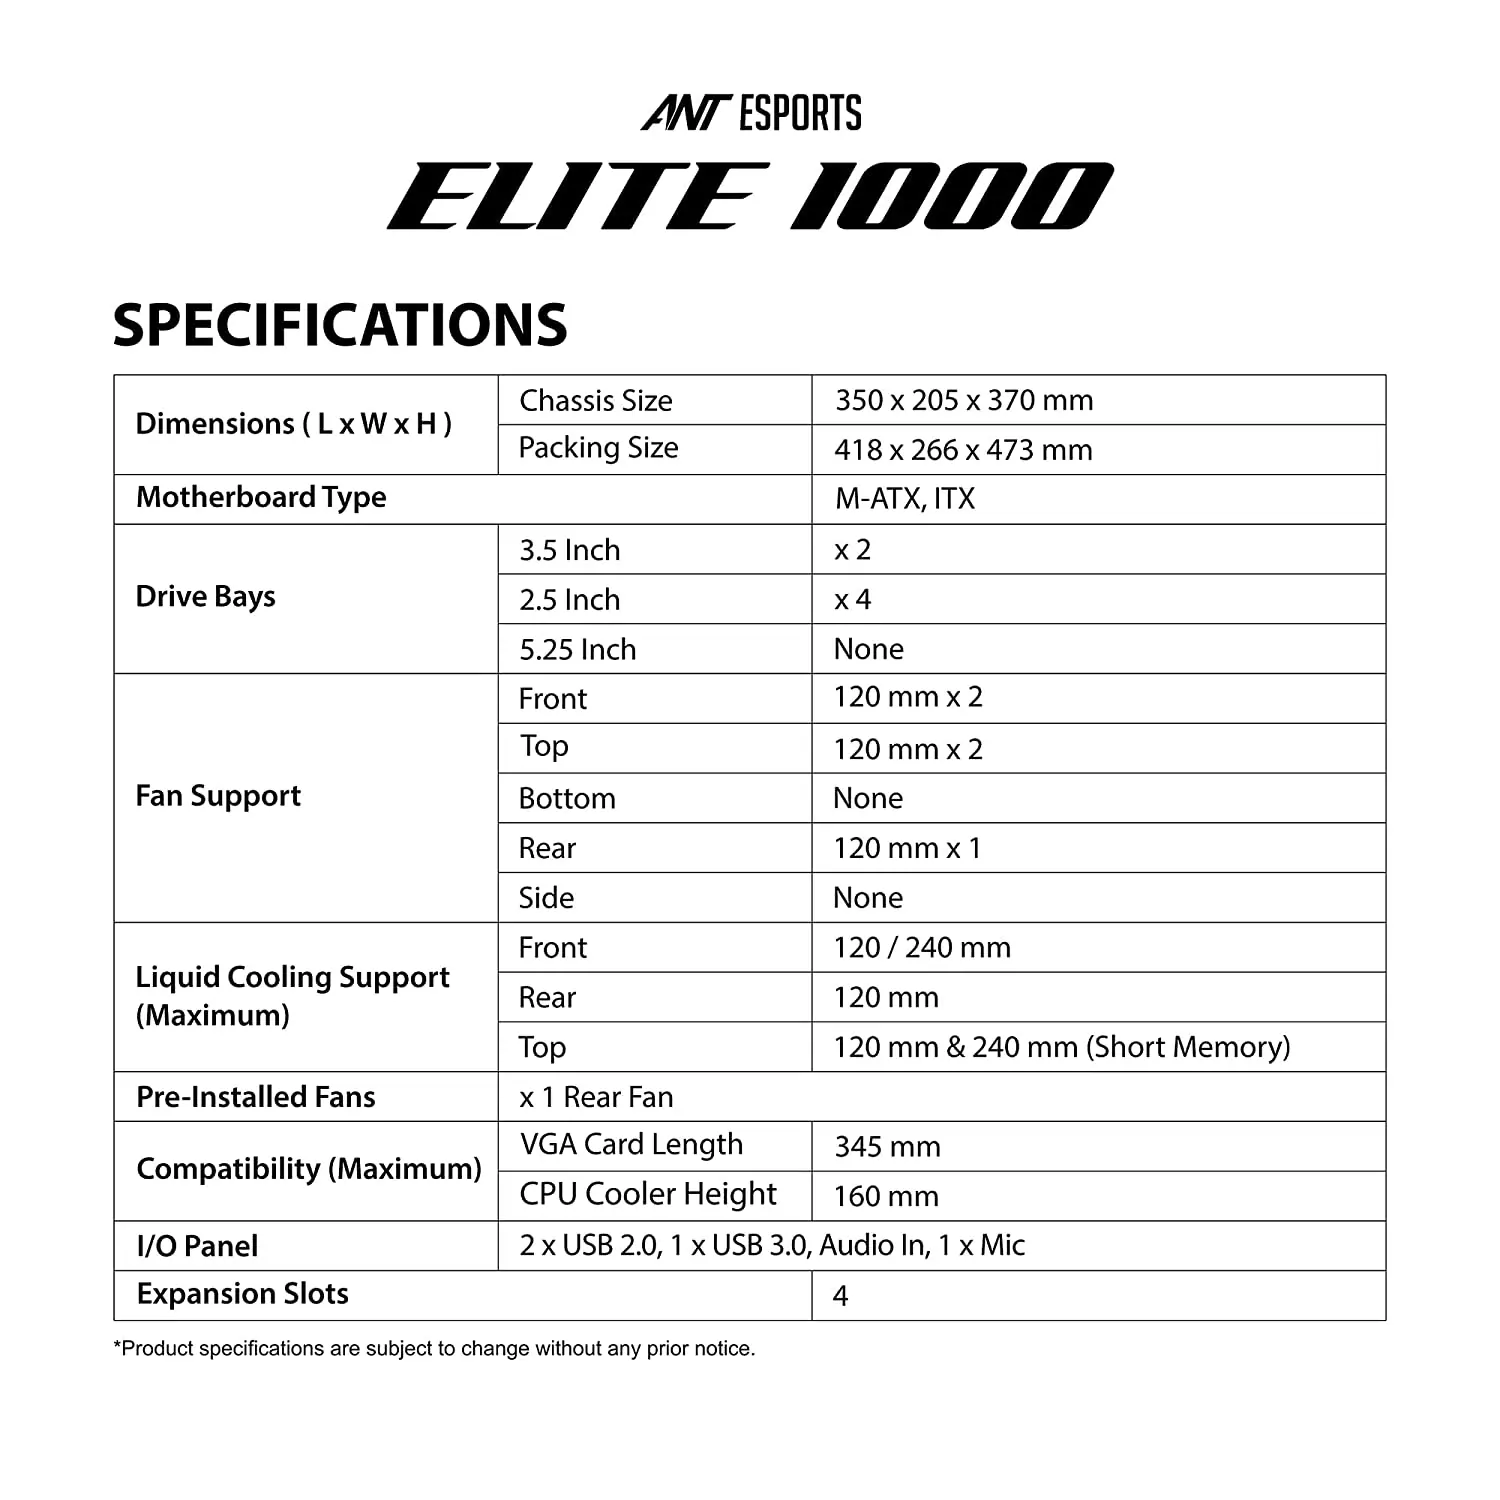 ANT ESPORTS
ELITE 1000
SPECIFICATIONS
Dimensions ( L x W x H )
Chassis Size
350 x 205 x 370 mm
Packing Size
418 x 266 x 473 mm
Motherboard Type
M-ATX, ITX
Drive Bays
3.5 Inch
x 2
2.5 Inch
x 4
5.25 Inch
None
Fan Support
Front
120 mm x 2
Top
120 mm x 2
Bottom
None
Rear
120 mm x 1
Side
None
Liquid Cooling Support
(Maximum)
Front
120 / 240 mm
Rear
120 mm
Top
120 mm & 240 mm (Short Memory)
Pre-Installed Fans
x 1 Rear Fan
Compatibility (Maximum)
VGA Card Length
345 mm
CPU Cooler Height
160 mm
I/O Panel
2 x USB 2.0, 1 x USB 3.0, Audio In, 1 x Mic
Expansion Slots
4
*Product specifications are subject to change without any prior notice.